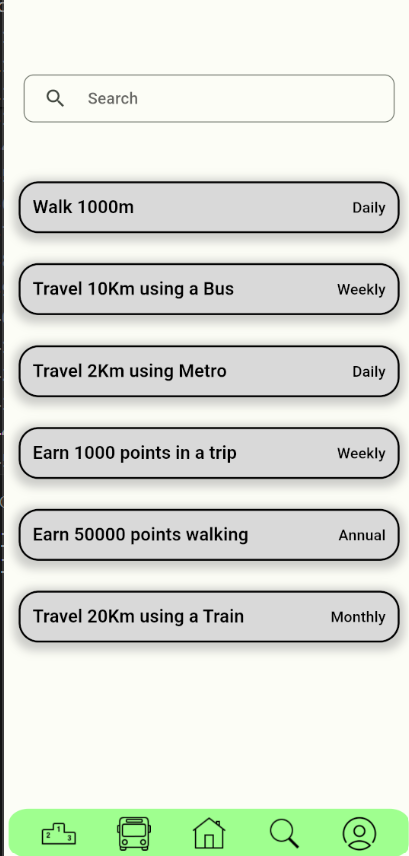 Search
Walk 1000m Daily
Travel 10Km using a Bus Weekly
Travel 2Km using Metro Daily
Earn 1000 points in a trip Weekly
Earn 50000 points walking Annual
Travel 20Km using a Train Monthly
2 1 3